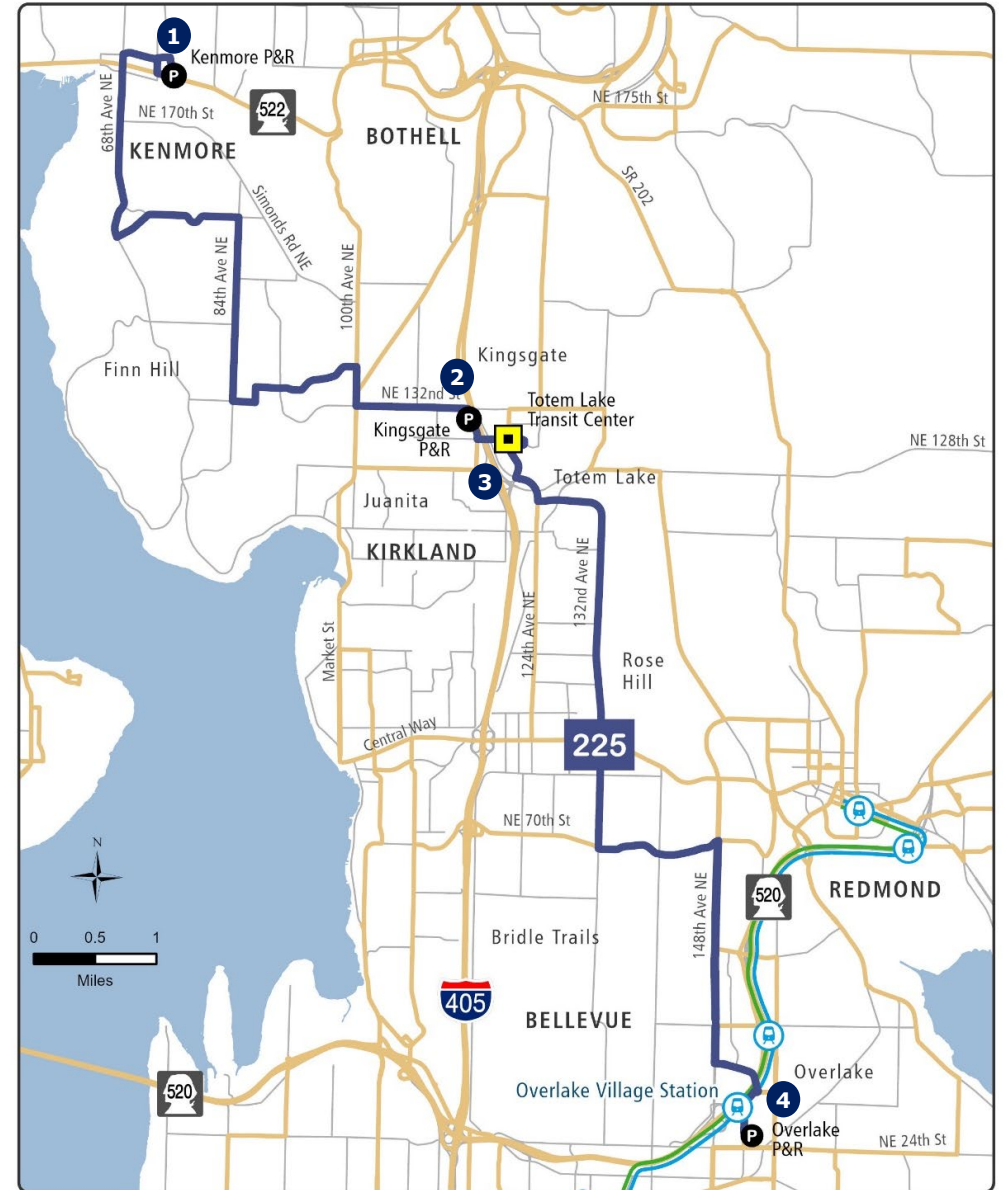 1
Kenmore P&R
P
68th Ave NE
NE 170th St
522
NE 175th St
KENMORE
BOTHELL
SR 202
Simonds Rd NE
84th Ave NE
100th Ave NE
Finn Hill
Kingsgate
2
NE 132nd St
Totem Lake
Transit Center
P
Kingsgate
P&R
NE 128th St
3
Totem Lake
Juanita
KIRKLAND
132nd Ave NE
124th Ave NE
Market St
Rose
Hill
Central Way
225
NE 70th St
N
148th Ave NE
520
REDMOND
0 0.5 1
Miles
Bridle Trails
405
BELLEVUE
Overlake
520
Overlake Village Station
4
P
Overlake
P&R
NE 24th St